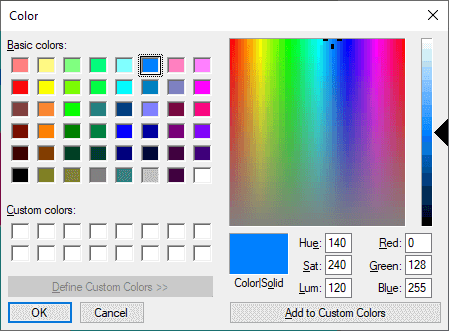 Color
Basic colors:
Custom colors:
Define Custom Colors >>
OK Cancel
Color|Solid
Hue: 140 Red: 0
Sat: 240 Green: 128
Lum: 120 Blue: 255
Add to Custom Colors